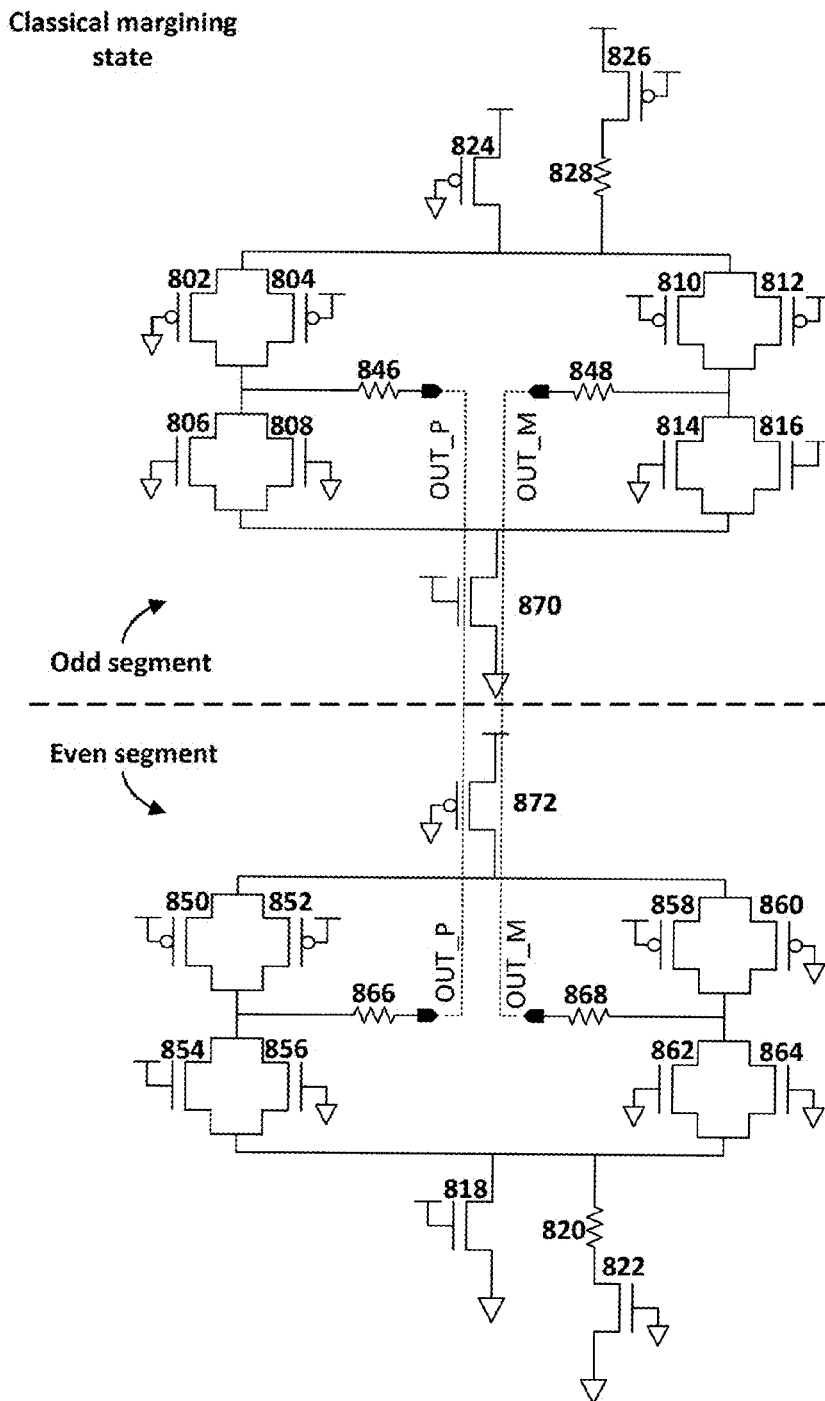 Classical margining
state
826
824
828
802 804 810 812
846 848
806 808 814 816
OUT_P OUT_M
870
Odd segment
Even segment
872
850 852 858 860
OUT_P OUT_M
866 868
854 856 862 864
818
820
822